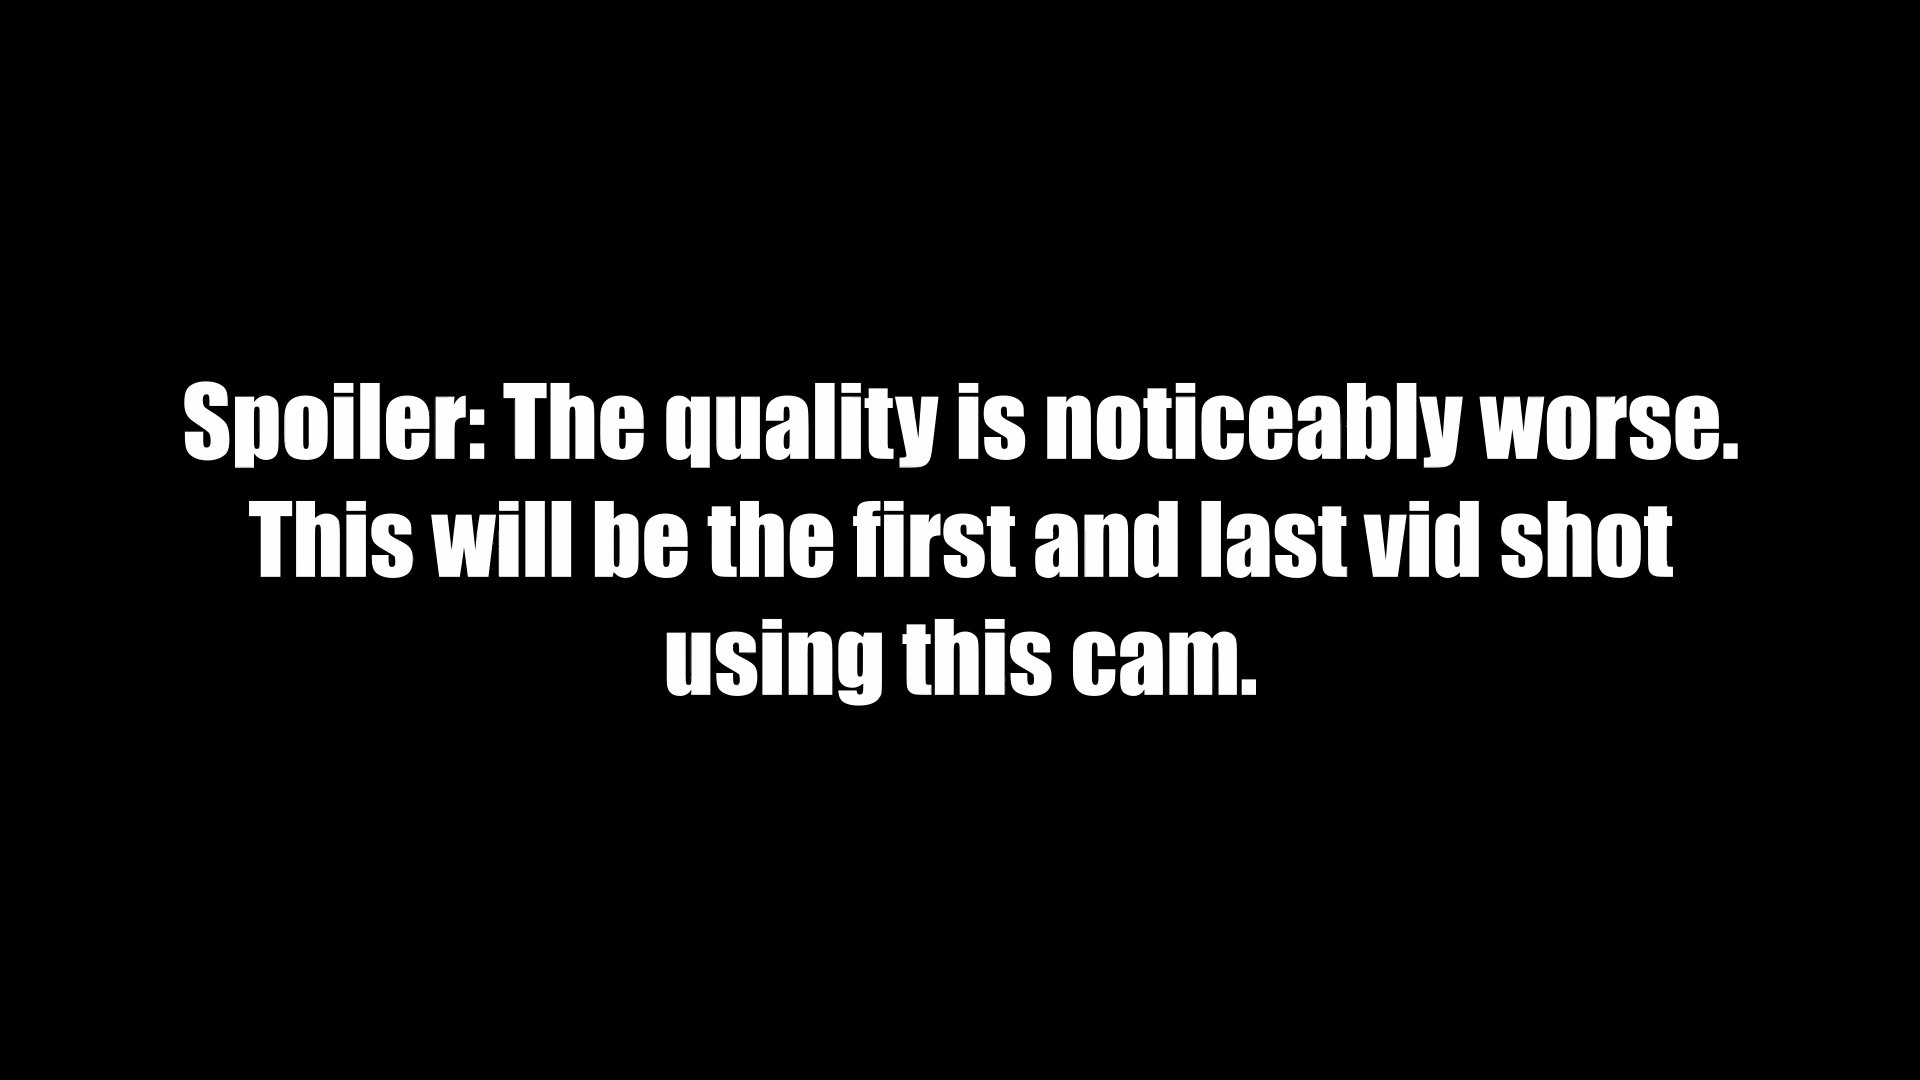 Spoiler: The quality is noticeably worse.
This will be the first and last vid shot
using this cam.